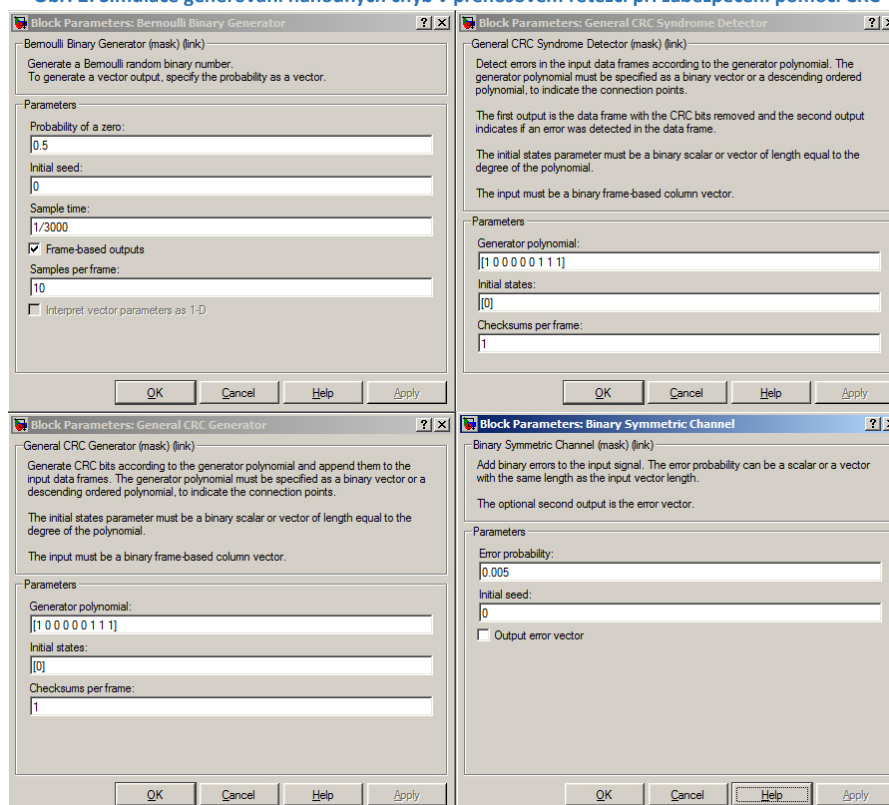 Obr. 1: Simulace generování náhodných chyb v přenosovém řetězci při zabezpečení pomocí CRC
Block Parameters: Bernoulli Binary Generator
Bernoulli Binary Generator (mask) (link)
Generate a Bernoulli random binary number.
To generate a vector output, specify the probability as a vector.
Parameters
Probability of a zero:
0.5
Initial seed:
0
Sample time:
1/3000
Frame-based outputs
Samples per frame:
10
Interpret vector parameters as 1-D
OK Cancel Help Apply
Block Parameters: General CRC Syndrome Detector
General CRC Syndrome Detector (mask) (link)
Detect errors in the input data frames according to the generator polynomial. The
generator polynomial must be specified as a binary vector or a descending ordered
polynomial, to indicate the connection points.
The first output is the data frame with the CRC bits removed and the second output
indicates if an error was detected in the data frame.
The initial states parameter must be a binary scalar or vector of length equal to the
degree of the polynomial.
The input must be a binary frame-based column vector.
Parameters
Generator polynomial:
[1 0 0 0 0 0 1 1 1]
Initial states:
[0]
Checksums per frame:
1
OK Cancel Help Apply
Block Parameters: General CRC Generator
General CRC Generator (mask) (link)
Generate CRC bits according to the generator polynomial and append them to the
input data frames. The generator polynomial must be specified as a binary vector or a
descending ordered polynomial, to indicate the connection points.
The initial states parameter must be a binary scalar or vector of length equal to the
degree of the polynomial.
The input must be a binary frame-based column vector.
Parameters
Generator polynomial:
[1 0 0 0 0 0 1 1 1]
Initial states:
[0]
Checksums per frame:
1
OK Cancel Help Apply
Block Parameters: Binary Symmetric Channel
Binary Symmetric Channel (mask) (link)
Add binary errors to the input signal. The error probability can be a scalar or a vector
with the same length as the input vector length.
The optional second output is the error vector.
Parameters
Error probability:
0.005
Initial seed:
0
Output error vector
OK Cancel Help Apply